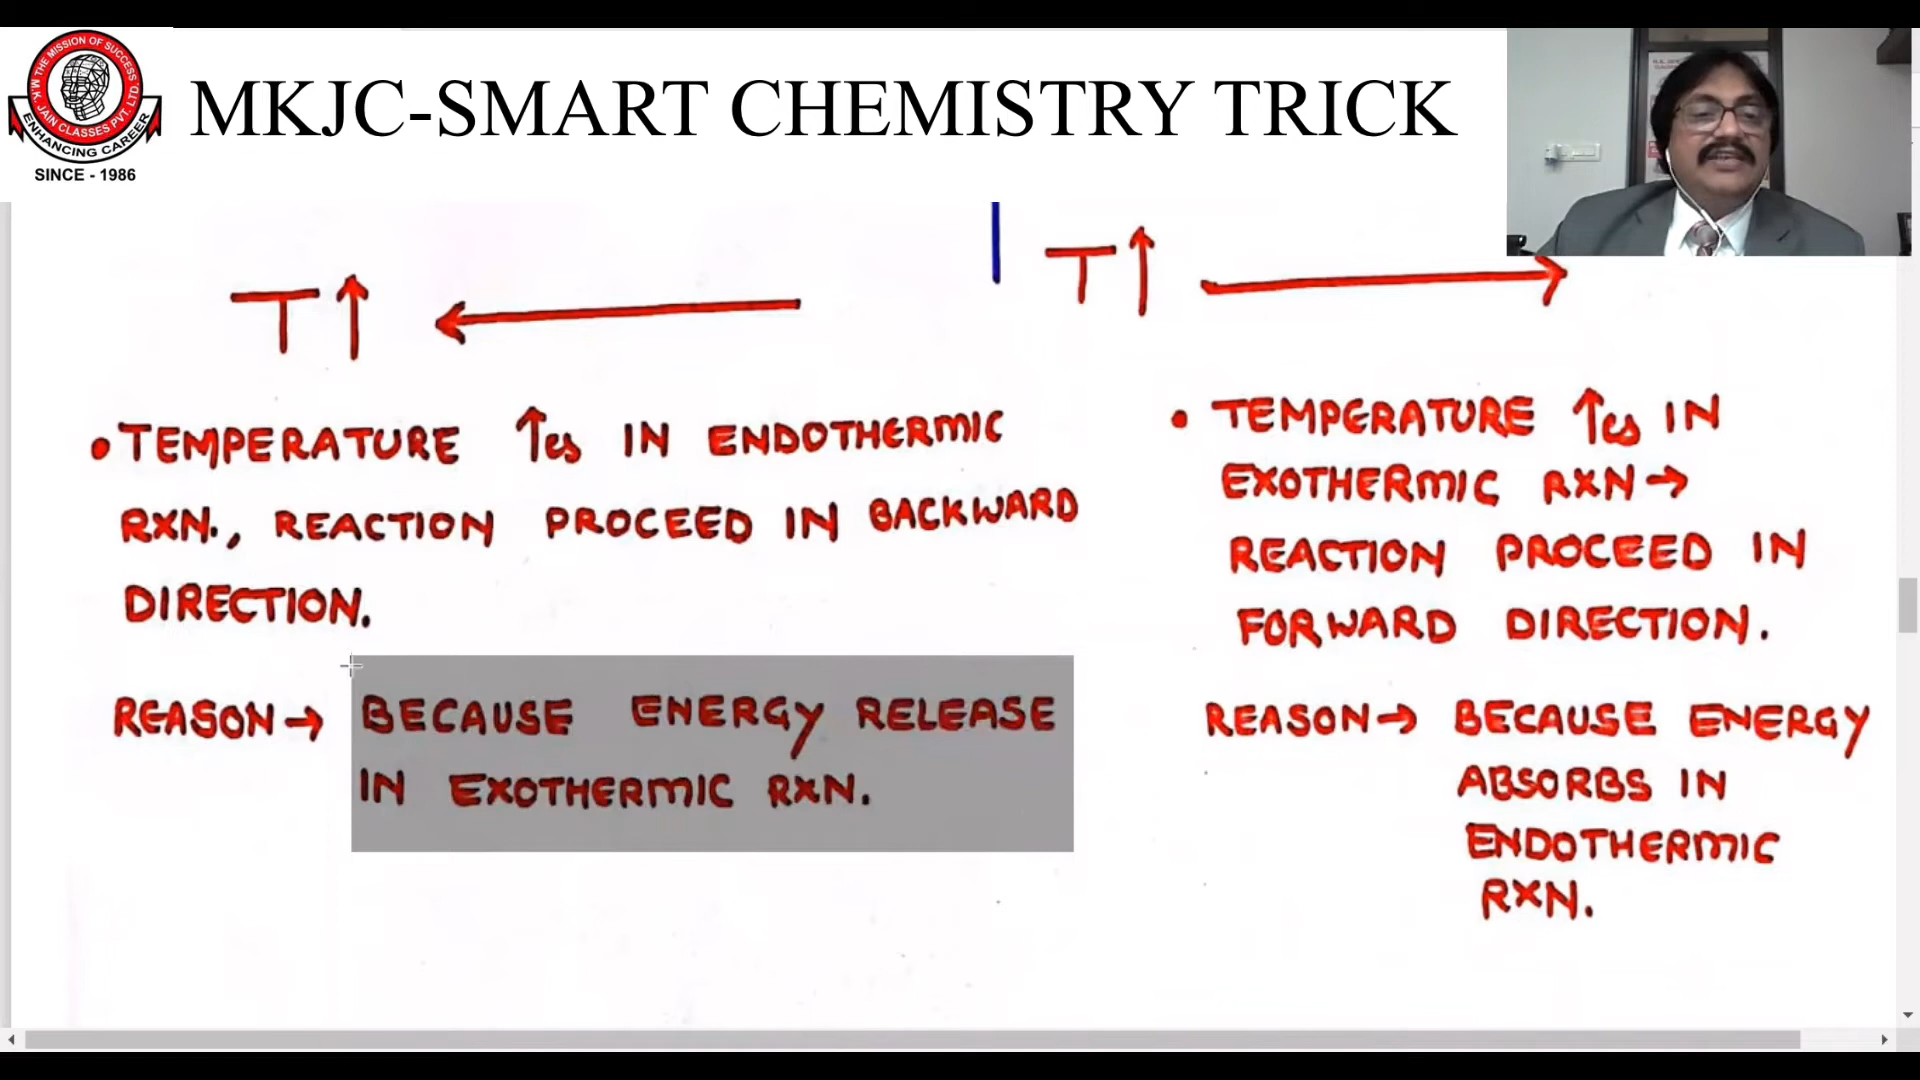 M.K. JAIN CLASSES PVT. LTD.
IN THE MISSION OF SUCCESS
ENHANCING CAREER
SINCE - 1986
MKJC-SMART CHEMISTRY TRICK
T↑ ←
T↑ →
• TEMPERATURE ↑es IN ENDOTHERMIC
RXN., REACTION PROCEED IN BACKWARD
DIRECTION.
REASON → BECAUSE ENERGY RELEASE
IN EXOTHERMIC RXN.
• TEMPERATURE ↑es IN
EXOTHERMIC RXN →
REACTION PROCEED IN
FORWARD DIRECTION.
REASON → BECAUSE ENERGY
ABSORBS IN
ENDOTHERMIC
RXN.